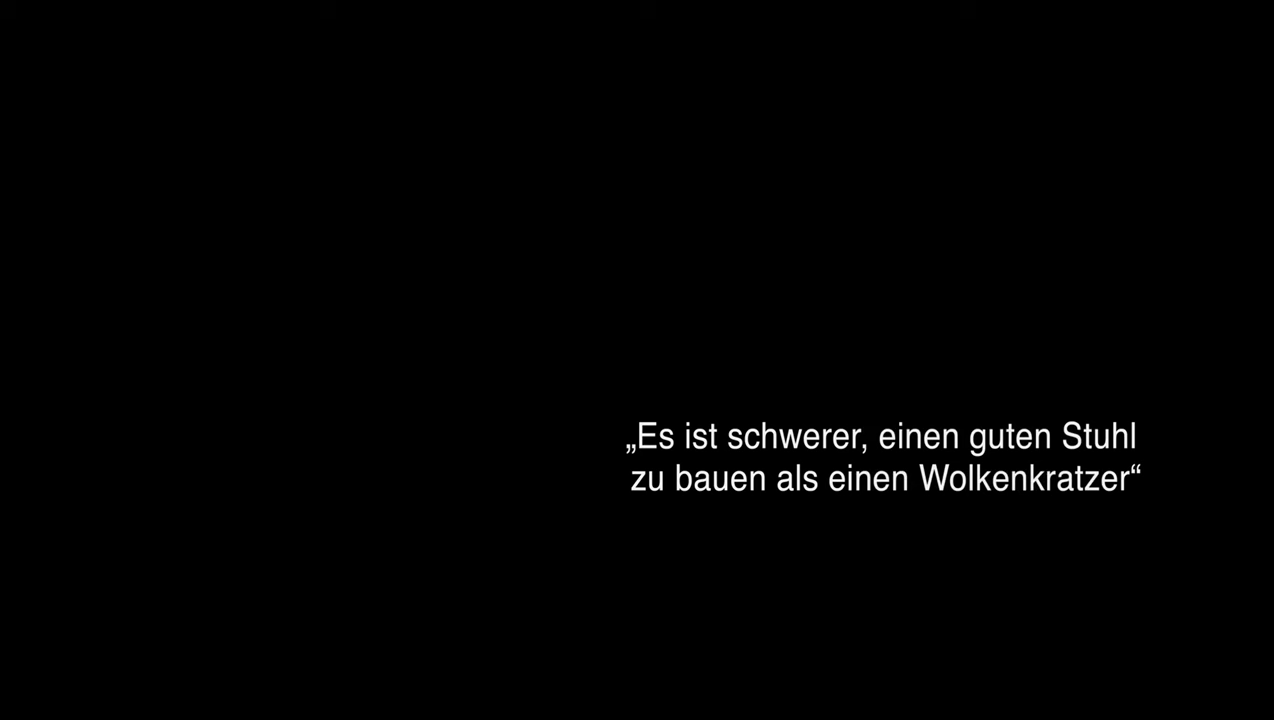 „Es ist schwerer, einen guten Stuhl
zu bauen als einen Wolkenkratzer“